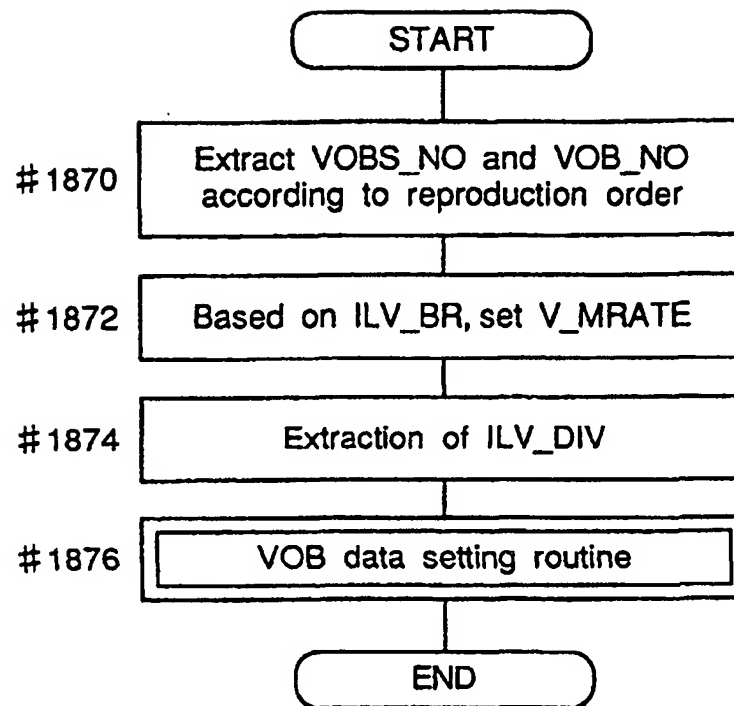 START
#1870
Extract VOBS_NO and VOB_NO
according to reproduction order
#1872
Based on ILV_BR, set V_MRATE
#1874
Extraction of ILV_DIV
#1876
VOB data setting routine
END